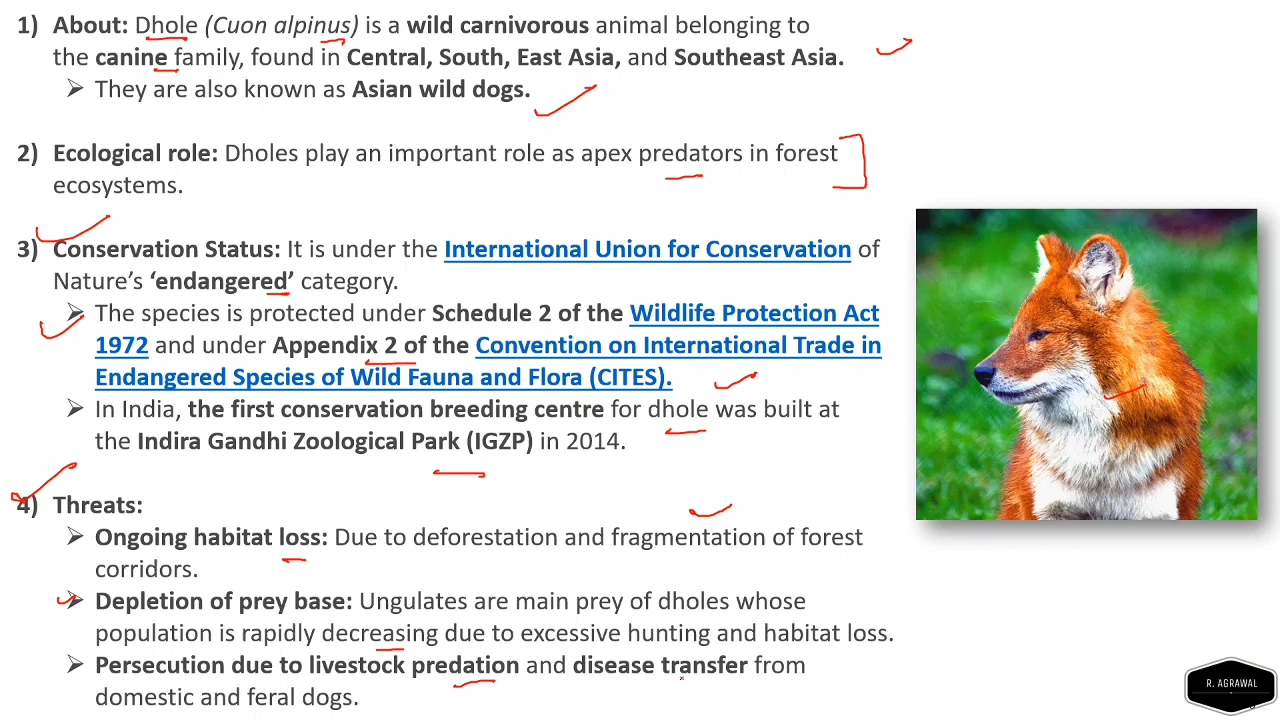 1) About: Dhole (Cuon alpinus) is a wild carnivorous animal belonging to
the canine family, found in Central, South, East Asia, and Southeast Asia.
➢ They are also known as Asian wild dogs.
2) Ecological role: Dholes play an important role as apex predators in forest
ecosystems.
3) Conservation Status: It is under the International Union for Conservation of
Nature’s ‘endangered’ category.
➢ The species is protected under Schedule 2 of the Wildlife Protection Act
1972 and under Appendix 2 of the Convention on International Trade in
Endangered Species of Wild Fauna and Flora (CITES).
➢ In India, the first conservation breeding centre for dhole was built at
the Indira Gandhi Zoological Park (IGZP) in 2014.
4) Threats:
➢ Ongoing habitat loss: Due to deforestation and fragmentation of forest
corridors.
➢ Depletion of prey base: Ungulates are main prey of dholes whose
population is rapidly decreasing due to excessive hunting and habitat loss.
➢ Persecution due to livestock predation and disease transfer from
domestic and feral dogs.
R. AGRAWAL